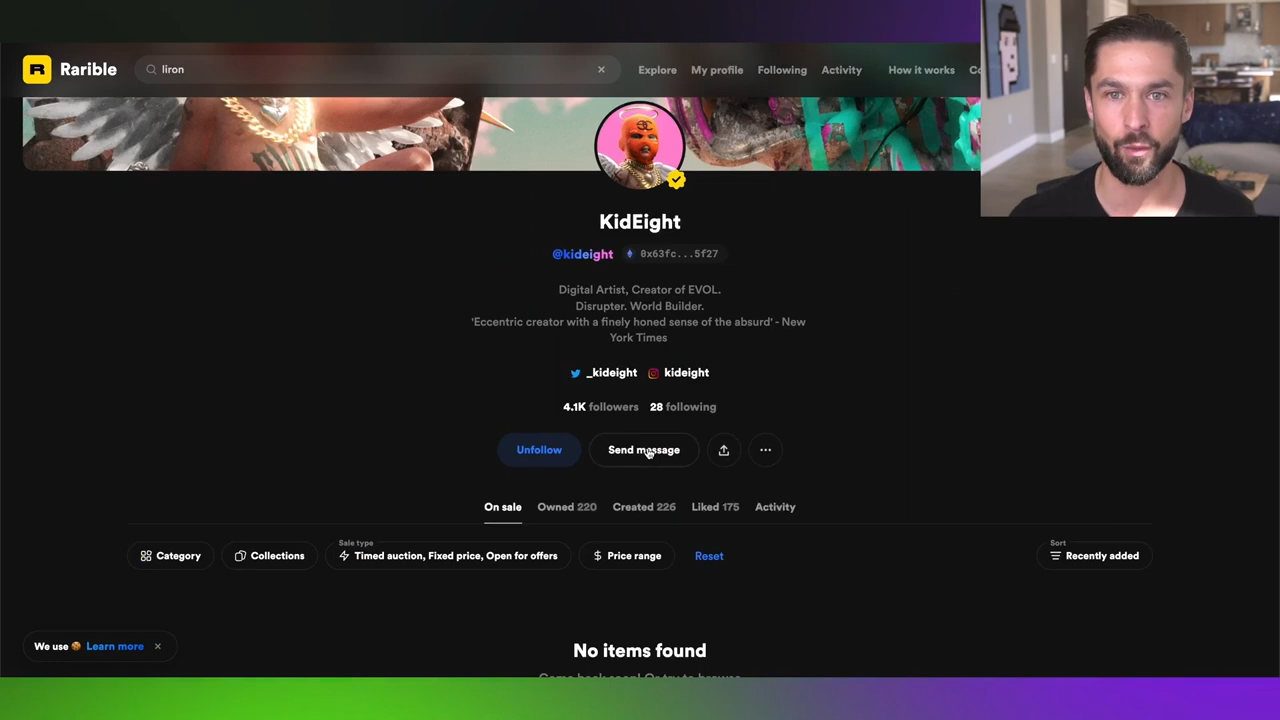 Rarible
liron
Explore
My profile
Following
Activity
How it works
KidEight
@kideight
0x63fc...5f27
Digital Artist, Creator of EVOL.
Disrupter. World Builder.
'Eccentric creator with a finely honed sense of the absurd' - New
York Times
_kideight
kideight
4.1K followers
28 following
Unfollow
Send message
On sale
Owned 220
Created 226
Liked 175
Activity
Category
Collections
Sale type
Timed auction, Fixed price, Open for offers
Price range
Reset
Sort
Recently added
We use 🍪 Learn more
No items found